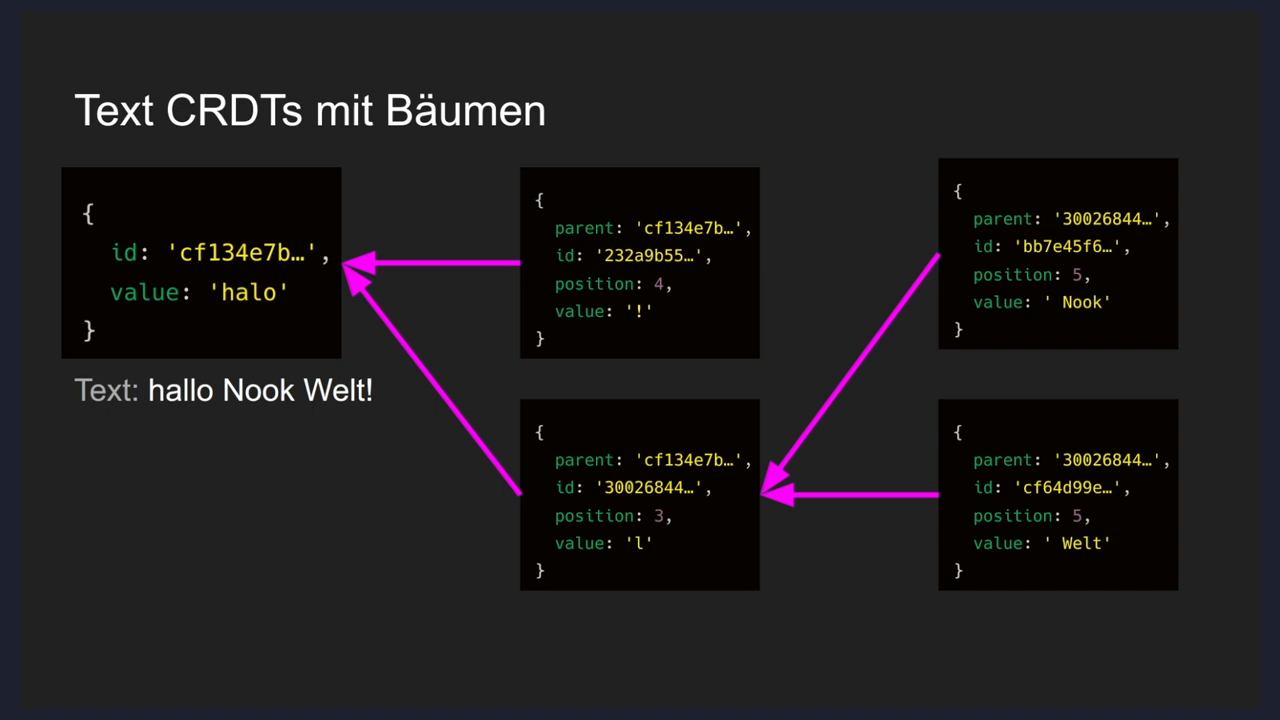 Text CRDTs mit Bäumen
{
id: 'cf134e7b…',
value: 'halo'
}
Text: hallo Nook Welt!
{
parent: 'cf134e7b…',
id: '232a9b55…',
position: 4,
value: '!'
}
{
parent: 'cf134e7b…',
id: '30026844…',
position: 3,
value: 'l'
}
{
parent: '30026844…',
id: 'bb7e45f6…',
position: 5,
value: ' Nook'
}
{
parent: '30026844…',
id: 'cf64d99e…',
position: 5,
value: ' Welt'
}